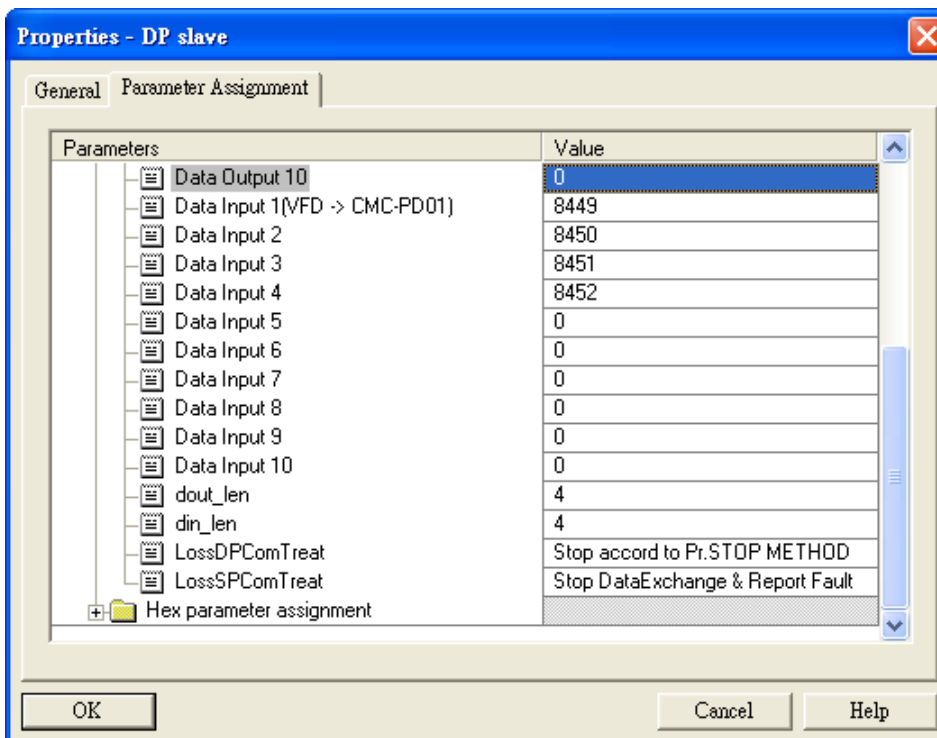 Properties - DP slave
General Parameter Assignment
Parameters Value
Data Output 10 0
Data Input 1(VFD -> CMC-PD01) 8449
Data Input 2 8450
Data Input 3 8451
Data Input 4 8452
Data Input 5 0
Data Input 6 0
Data Input 7 0
Data Input 8 0
Data Input 9 0
Data Input 10 0
dout_len 4
din_len 4
LossDPComTreat Stop accord to Pr.STOP METHOD
LossSPComTreat Stop DataExchange & Report Fault
Hex parameter assignment
OK Cancel Help